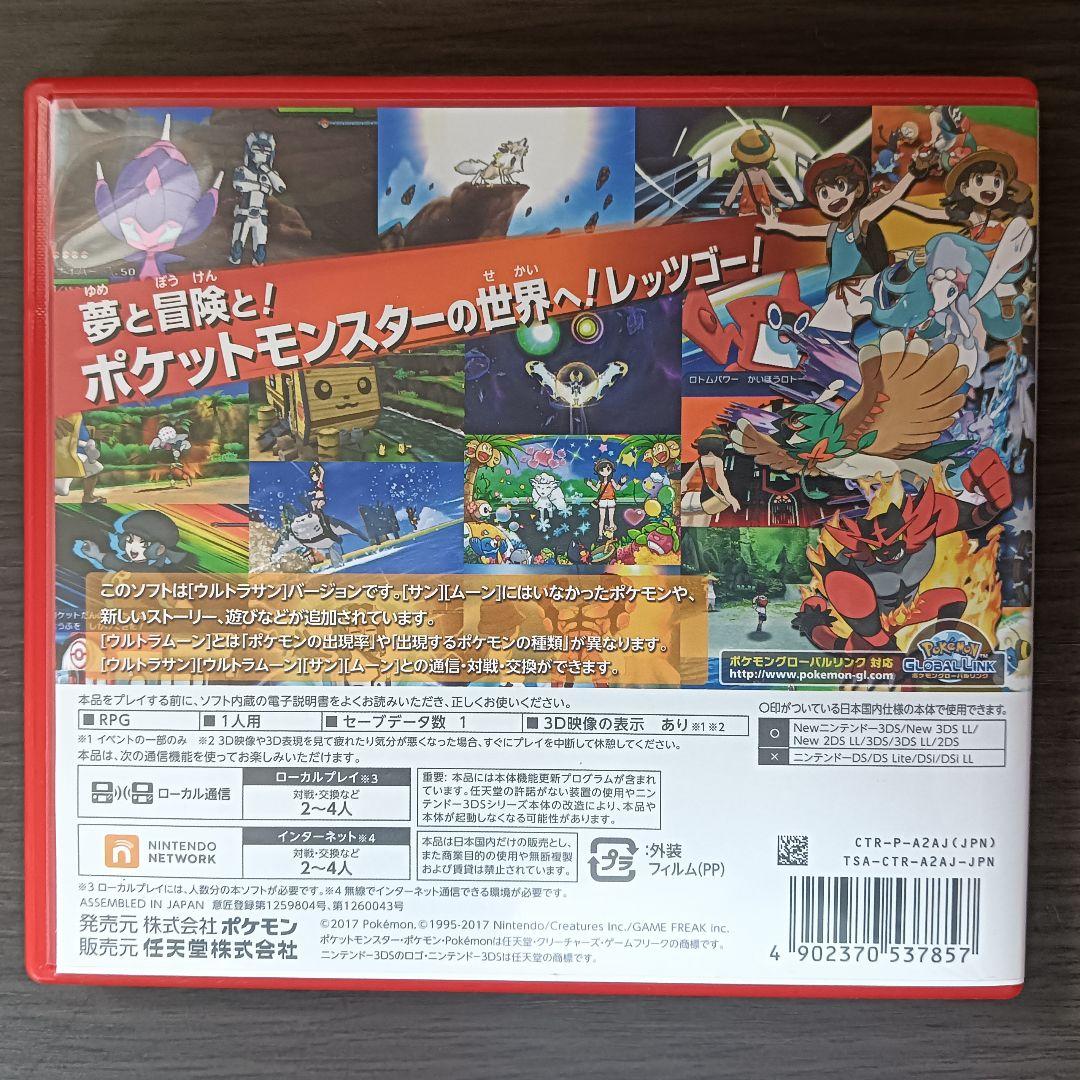 夢と冒険と!
ゆめ ぼう けん
ポケットモンスターの世界へ!レッツゴー!
せ かい
ロトムパワー かいほうロトー
このソフトは[ウルトラサン]バージョンです。[サン][ムーン]にはいなかったポケモンや、
新しいストーリー、遊びなどが追加されています。
[ウルトラムーン]とは「ポケモンの出現率」や「出現するポケモンの種類」が異なります。
[ウルトラサン][ウルトラムーン][サン][ムーン]との通信・対戦・交換ができます。
ポケモングローバルリンク 対応
http://www.pokemon-gl.com
Pokémon
GLOBAL LINK
ポケモングローバルリンク
本品をプレイする前に、ソフト内蔵の電子説明書をよくお読みいただき、正しくお使いください。
■RPG ■1人用 ■セーブデータ数 1 ■3D映像の表示 あり※1※2
※1 イベントの一部のみ ※2 3D映像や3D表現を見て疲れたり気分が悪くなった場合、すぐにプレイを中断して休憩してください。
本品は、次の通信機能を使ってお楽しみいただけます。
〇印がついている日本国内仕様の本体で使用できます。
〇 Newニンテンドー3DS/New 3DS LL/
New 2DS LL/3DS/3DS LL/2DS
× ニンテンドーDS/DS Lite/DSi/DSi LL
ローカル通信
ローカルプレイ※3
対戦・交換など
2~4人
重要:本品には本体機能更新プログラムが含まれ
ています。任天堂の許諾がない装置の使用やニン
テンドー3DSシリーズ本体の改造により、本品や
本体が起動しなくなる可能性があります。
NINTENDO
NETWORK
インターネット※4
対戦・交換など
2~4人
本品は日本国内だけの販売とし、
また商業目的の使用や無断複製
および賃貸は禁止されています。
プラ
:外装
フィルム(PP)
CTR-P-A2AJ(JPN)
TSA-CTR-A2AJ-JPN
※3 ローカルプレイには、人数分の本ソフトが必要です。※4 無線でインターネット通信できる環境が必要です。
ASSEMBLED IN JAPAN 意匠登録第1259804号、第1260043号
発売元 株式会社ポケモン
販売元 任天堂株式会社
©2017 Pokémon. ©1995-2017 Nintendo/Creatures Inc./GAME FREAK inc.
ポケットモンスター・ポケモン・Pokémonは任天堂・クリーチャーズ・ゲームフリークの商標です。
ニンテンドー3DSのロゴ・ニンテンドー3DSは任天堂の商標です。
4 902370 537857